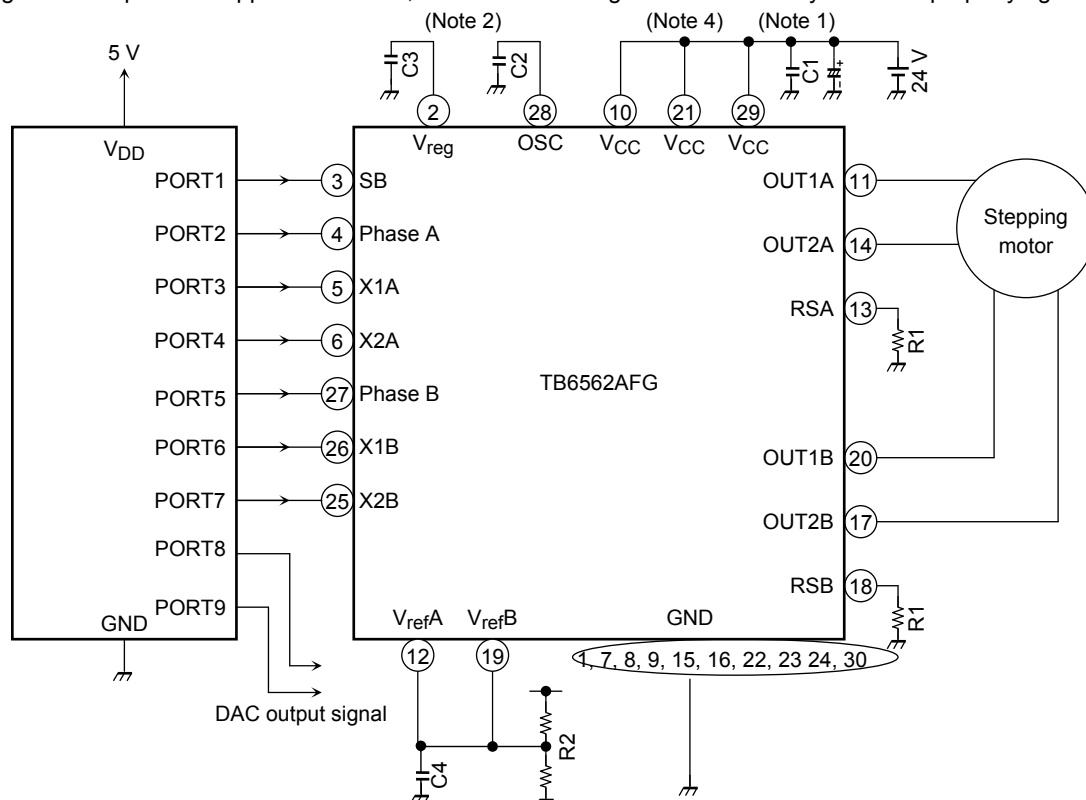 (Note 2)
(Note 4)
(Note 1)
5 V
C3
C2
C1
+
−
24 V
2
28
10
21
29
VDD
Vreg
OSC
VCC
VCC
VCC
PORT1
3
SB
OUT1A
11
PORT2
4
Phase A
OUT2A
14
Stepping
motor
PORT3
5
X1A
RSA
13
R1
PORT4
6
X2A
TB6562AFG
PORT5
27
Phase B
PORT6
26
X1B
OUT1B
20
PORT7
25
X2B
OUT2B
17
PORT8
RSB
18
R1
PORT9
GND
VrefA
VrefB
GND
12
19
1, 7, 8, 9, 15, 16, 22, 23 24, 30
DAC output signal
R2
C4